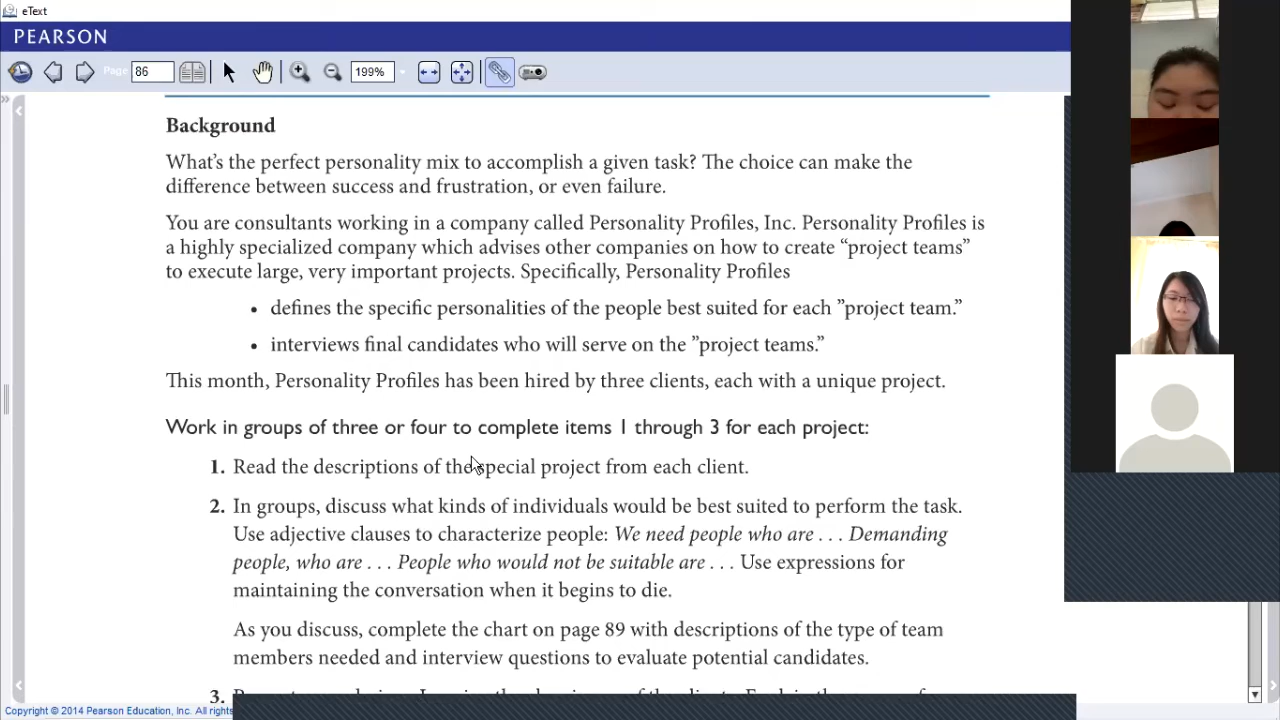 eText
PEARSON
Page 86 199%
Background
What's the perfect personality mix to accomplish a given task? The choice can make the
difference between success and frustration, or even failure.
You are consultants working in a company called Personality Profiles, Inc. Personality Profiles is
a highly specialized company which advises other companies on how to create “project teams”
to execute large, very important projects. Specifically, Personality Profiles
• defines the specific personalities of the people best suited for each ”project team.”
• interviews final candidates who will serve on the ”project teams.”
This month, Personality Profiles has been hired by three clients, each with a unique project.
Work in groups of three or four to complete items 1 through 3 for each project:
1. Read the descriptions of the special project from each client.
2. In groups, discuss what kinds of individuals would be best suited to perform the task.
Use adjective clauses to characterize people: We need people who are . . . Demanding
people, who are . . . People who would not be suitable are . . . Use expressions for
maintaining the conversation when it begins to die.
As you discuss, complete the chart on page 89 with descriptions of the type of team
members needed and interview questions to evaluate potential candidates.
3.
Copyright © 2014 Pearson Education, Inc. All rights